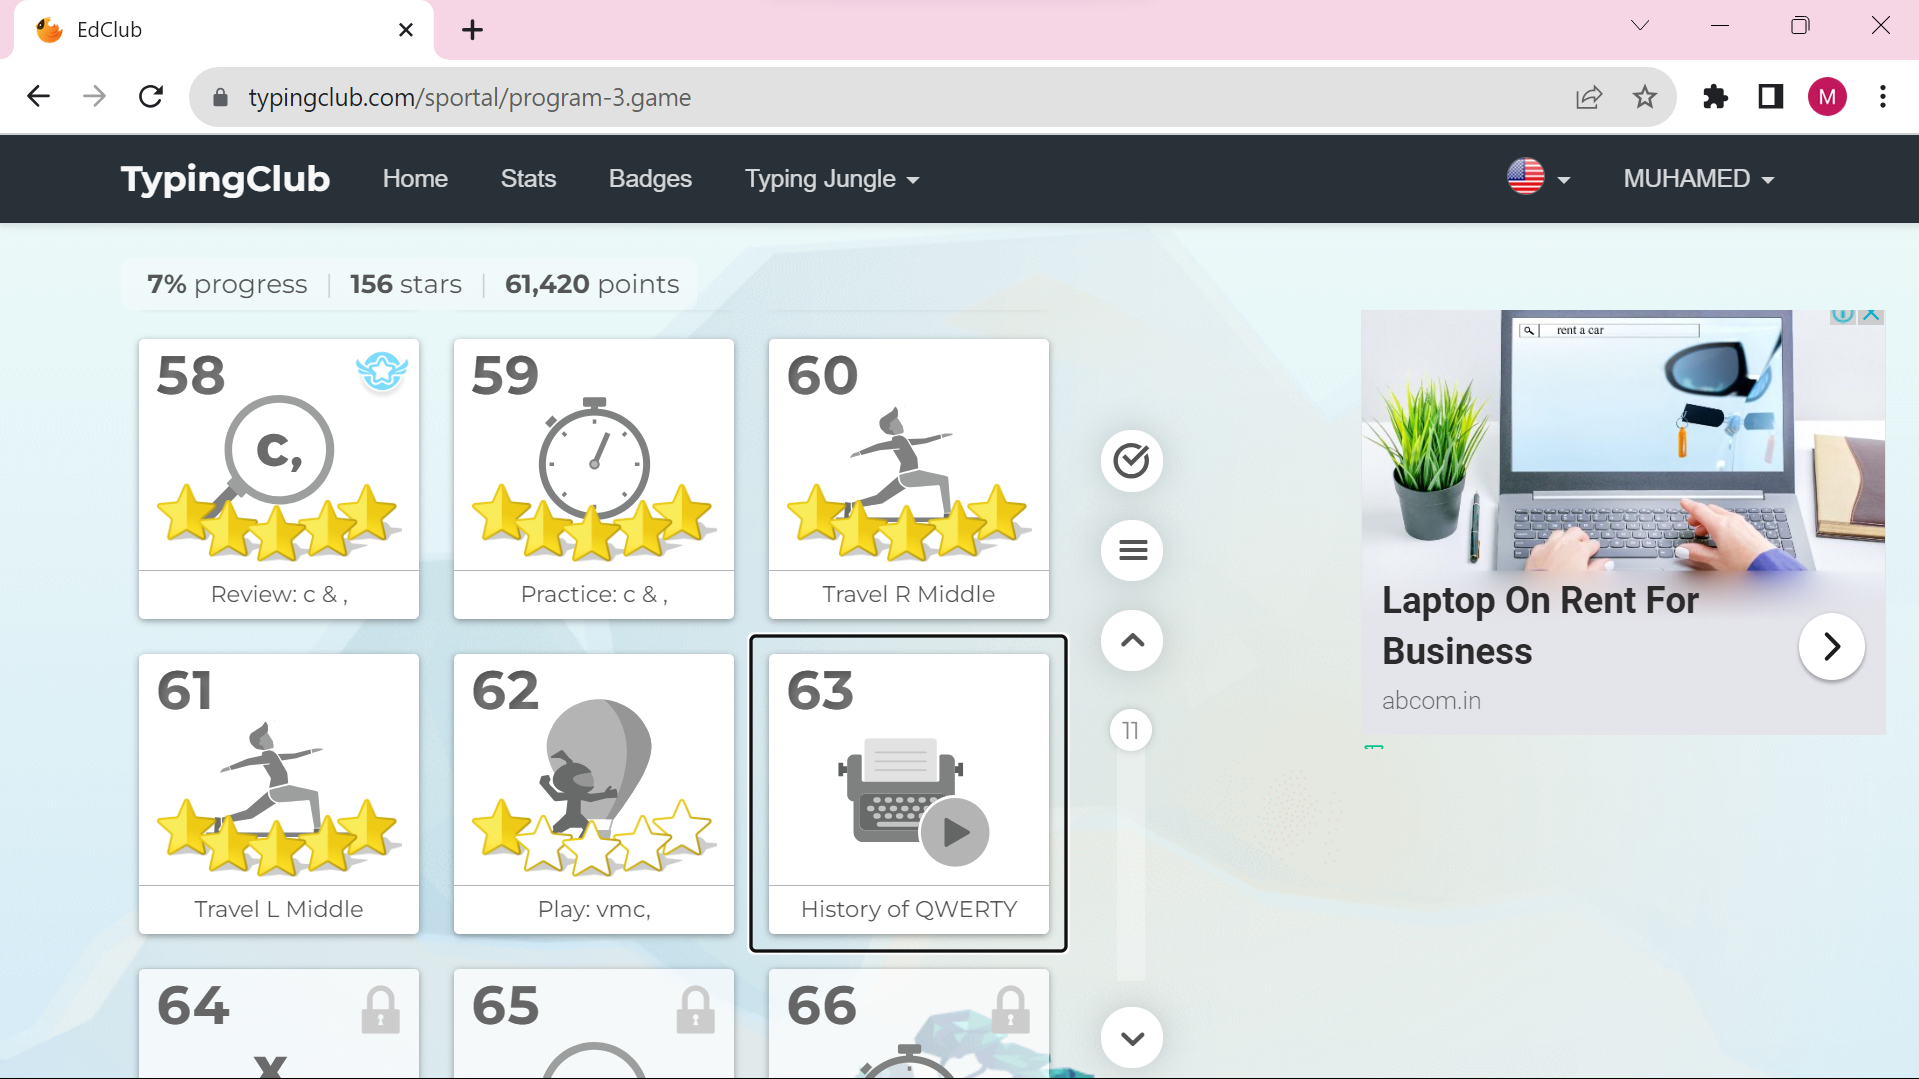 EdClub
typingclub.com/sportal/program-3.game
M
TypingClub Home Stats Badges Typing Jungle MUHAMED
7% progress 156 stars 61,420 points
58 59 60
c,
Review: c & , Practice: c & , Travel R Middle
61 62 63
Travel L Middle Play: vmc, History of QWERTY
11
64 65 66
x
rent a car
Laptop On Rent For
Business
abcom.in